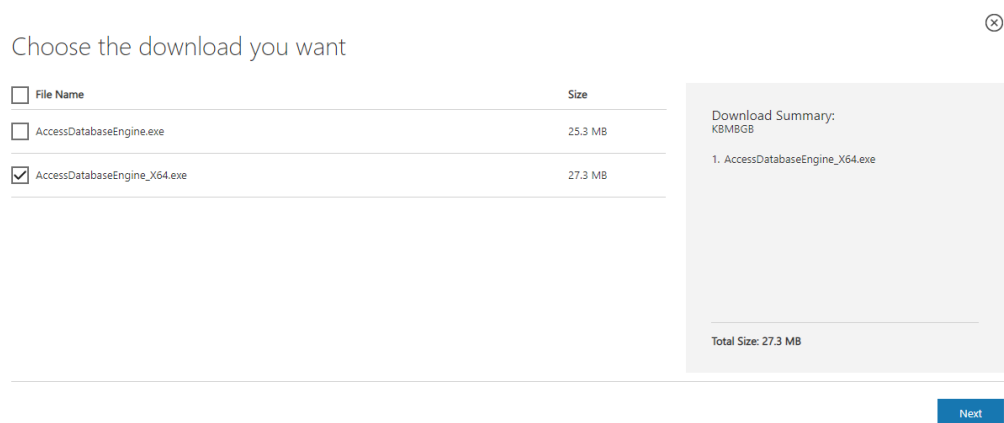 Choose the download you want
File Name Size
AccessDatabaseEngine.exe 25.3 MB
AccessDatabaseEngine_X64.exe 27.3 MB
Download Summary:
KBMBGB
1. AccessDatabaseEngine_X64.exe
Total Size: 27.3 MB
Next